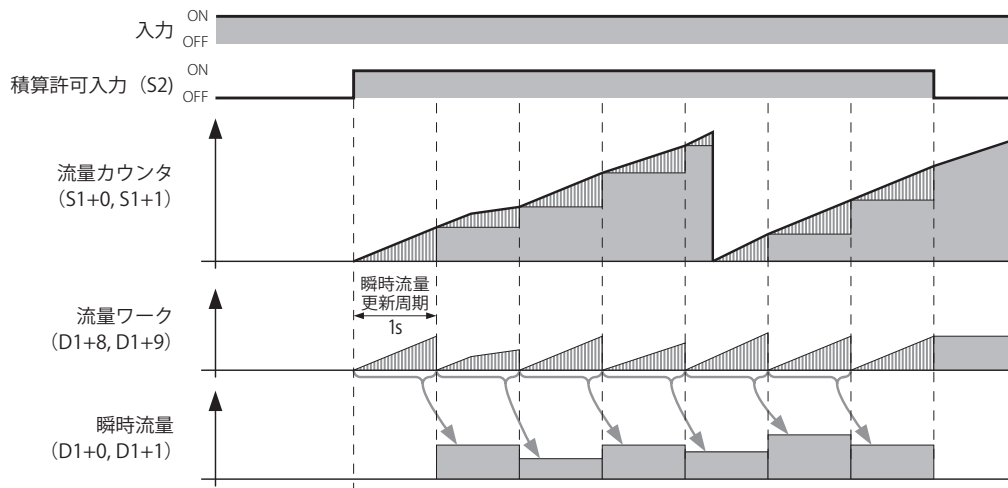 入力
ON
OFF
積算許可入力（S2)
ON
OFF
流量カウンタ
（S1+0, S1+1）
瞬時流量
更新周期
1s
流量ワーク
（D1+8, D1+9）
瞬時流量
（D1+0, D1+1）